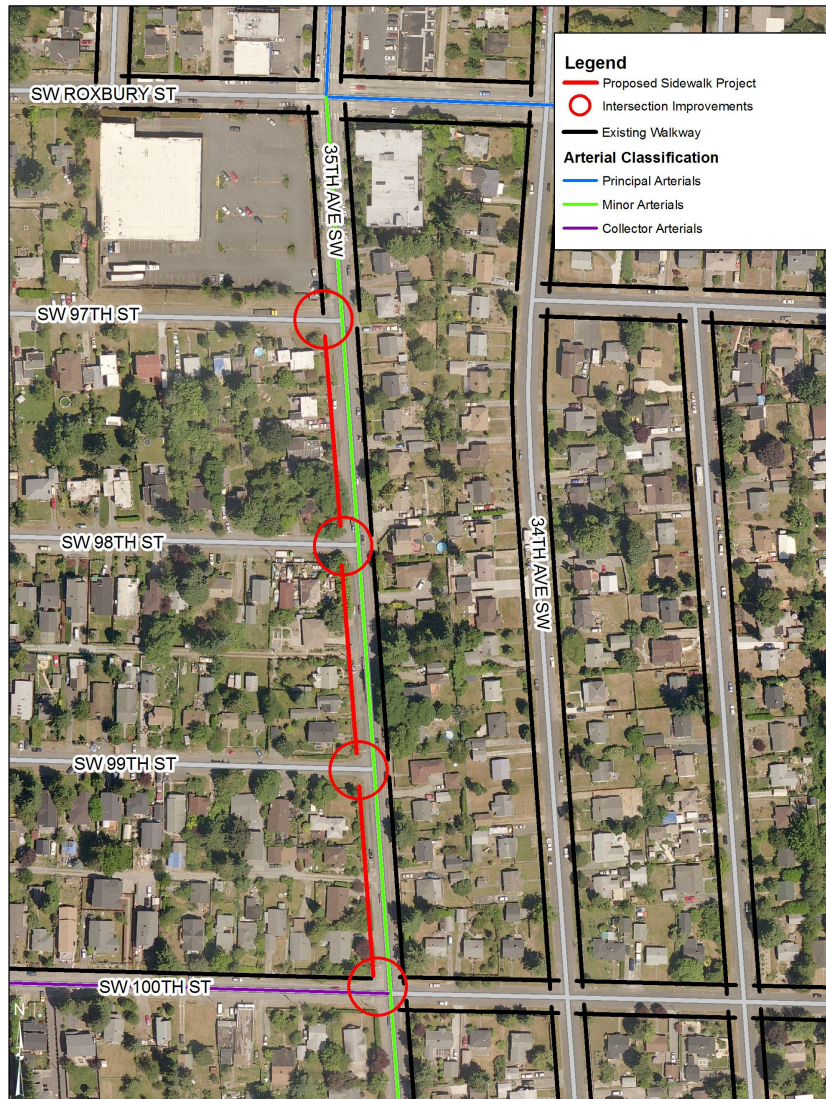 Legend
Proposed Sidewalk Project
Intersection Improvements
Existing Walkway
Arterial Classification
Principal Arterials
Minor Arterials
Collector Arterials
SW ROXBURY ST
35TH AVE SW
SW 97TH ST
SW 98TH ST
34TH AVE SW
SW 99TH ST
SW 100TH ST
N